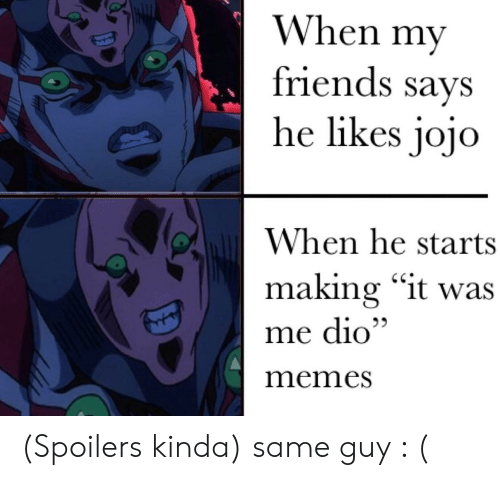 When my
friends says
he likes jojo
When he starts
making “it was
me dio”
memes
(Spoilers kinda) same guy : (